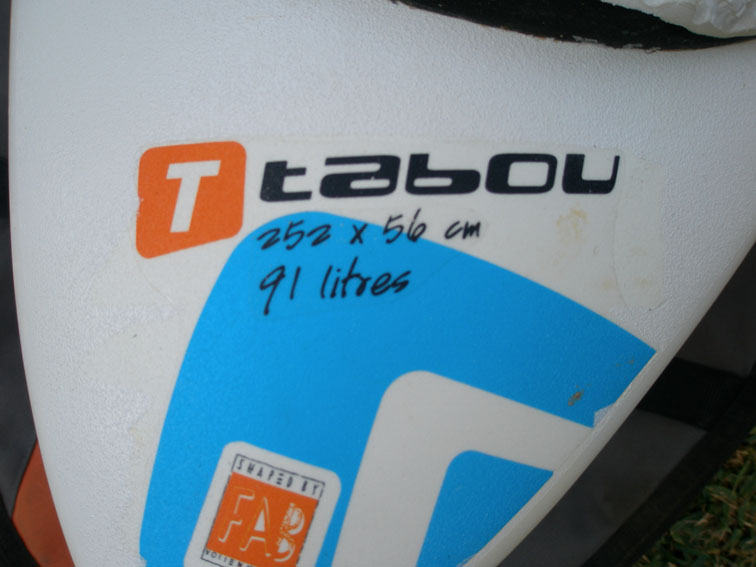 T tabou
252 x 56 cm
91 litres
SHAPED BY
FAB